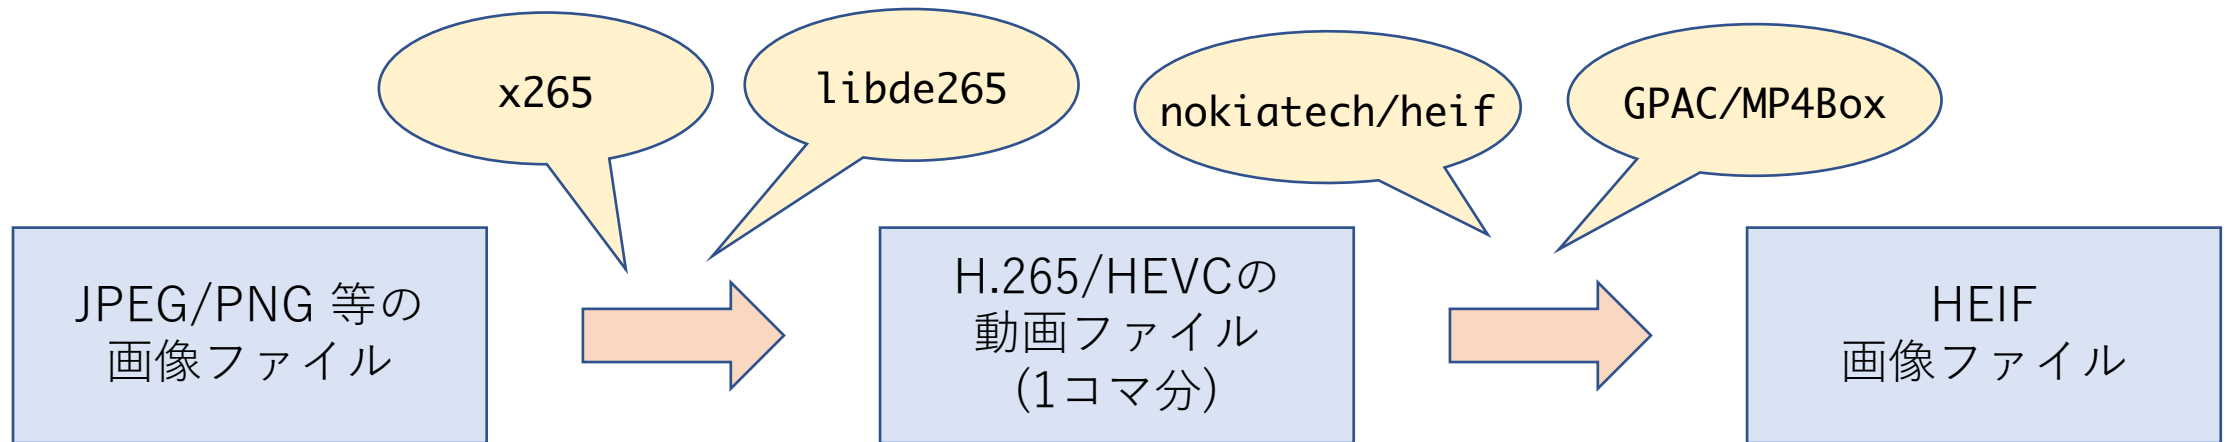 x265
libde265
nokiatech/heif
GPAC/MP4Box
JPEG/PNG 等の
画像ファイル
H.265/HEVCの
動画ファイル
(1コマ分)
HEIF
画像ファイル